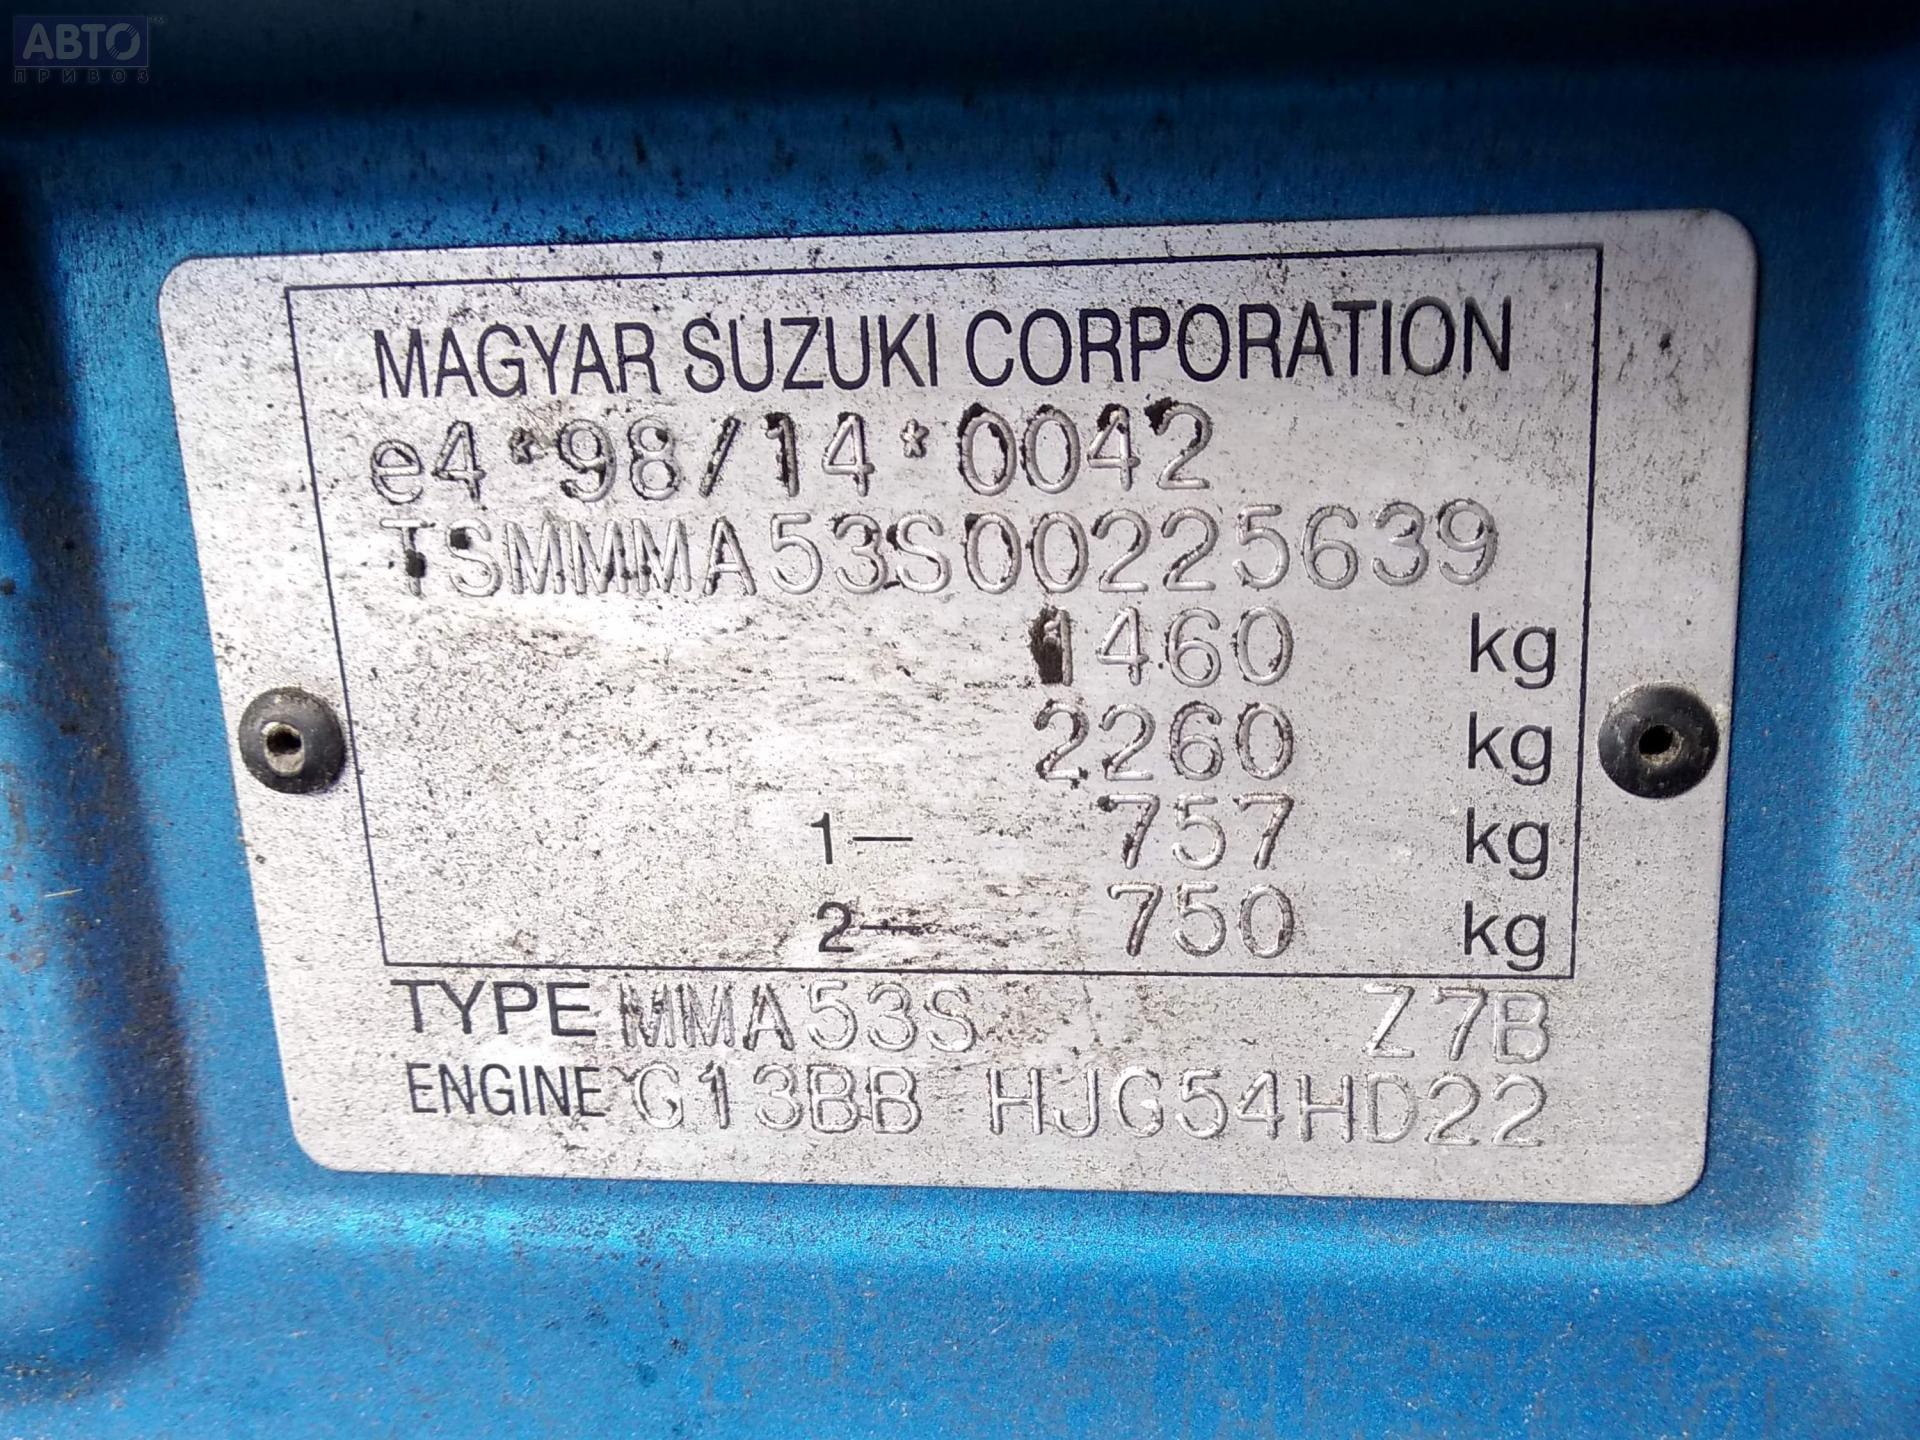 АВТО™
ПРИВОЗ
MAGYAR SUZUKI CORPORATION
e4*98/14*0042
TSMMMA53S00225639
1460 kg
2260 kg
1- 757 kg
2- 750 kg
TYPE MMA53S Z7B
ENGINE G13BB HJG54HD22